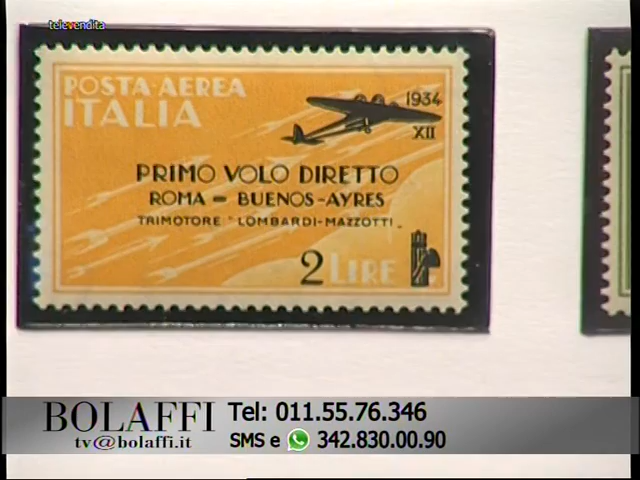 televendita
POSTA-AEREA
ITALIA
1934
XII
PRIMO VOLO DIRETTO
ROMA = BUENOS-AYRES
TRIMOTORE "LOMBARDI-MAZZOTTI"
2 LIRE
BOLAFFI
tv@bolaffi.it
Tel: 011.55.76.346
SMS e 342.830.00.90